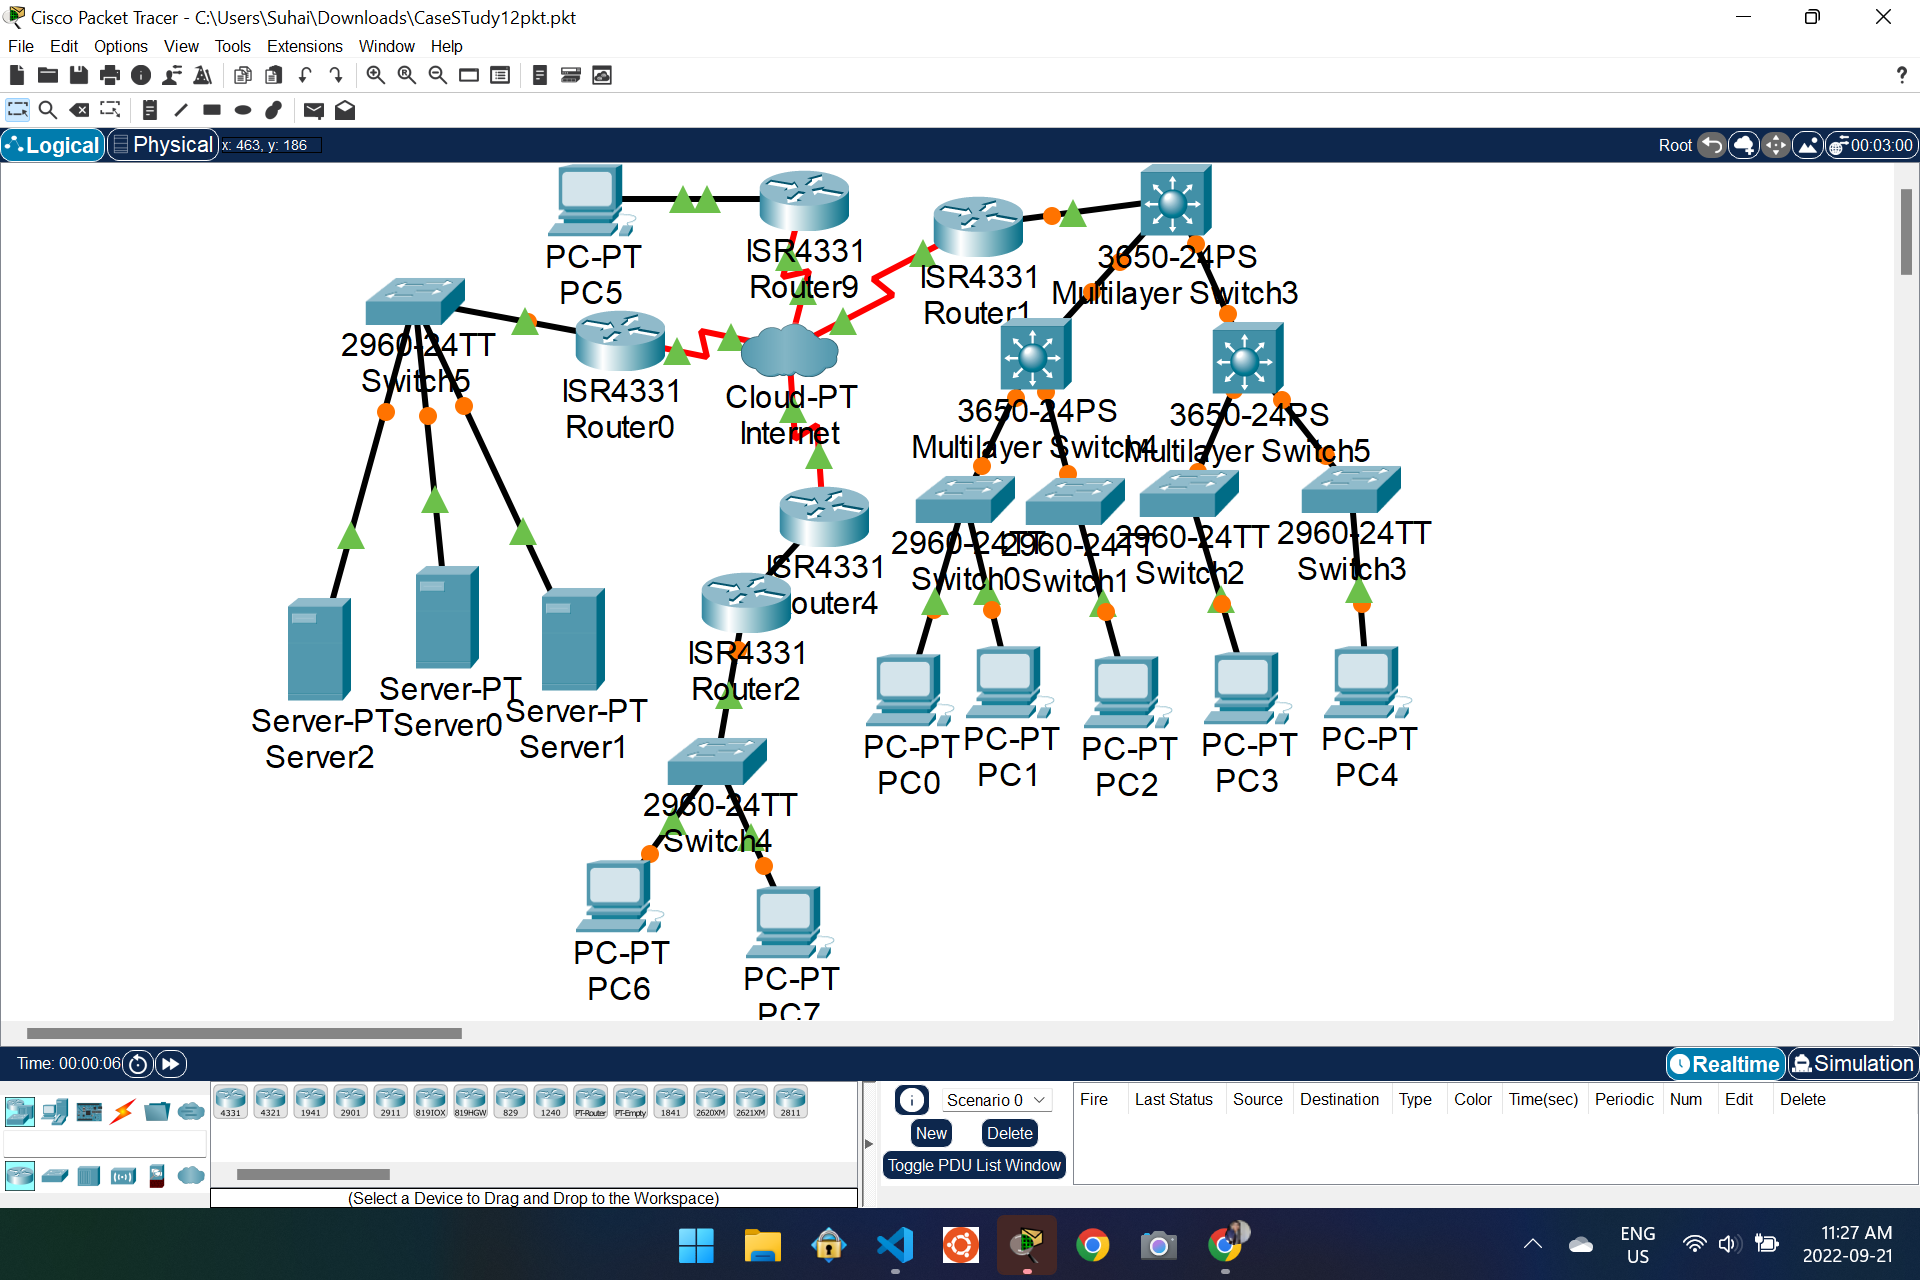 Cisco Packet Tracer - C:\Users\Suhai\Downloads\CaseSTudy12pkt.pkt
File Edit Options View Tools Extensions Window Help
?
Logical Physical x: 463, y: 186 Root 00:03:00
PC-PT
PC5
ISR4331
Router9
ISR4331
Router1
3650-24PS
Multilayer Switch3
2960-24TT
Switch5
ISR4331
Router0
Cloud-PT
Internet
3650-24PS
Multilayer Switch4
3650-24PS
Multilayer Switch5
ISR4331
outer4
2960-24TT
Switch0
2960-24TT
Switch1
2960-24TT
Switch2
2960-24TT
Switch3
ISR4331
Router2
Server-PT
Server2
Server-PT
Server0
Server-PT
Server1
PC-PT
PC0
PC-PT
PC1
PC-PT
PC2
PC-PT
PC3
PC-PT
PC4
2960-24TT
Switch4
PC-PT
PC6
PC-PT
PC7
Time: 00:00:06 Realtime Simulation
4331 4321 1941 2901 2911 819IOX 819HGW 829 1240 PT-Router PT-Empty 1841 2620XM 2621XM 2811
(Select a Device to Drag and Drop to the Workspace)
Scenario 0
New Delete
Toggle PDU List Window
Fire Last Status Source Destination Type Color Time(sec) Periodic Num Edit Delete
ENG
US
11:27 AM
2022-09-21